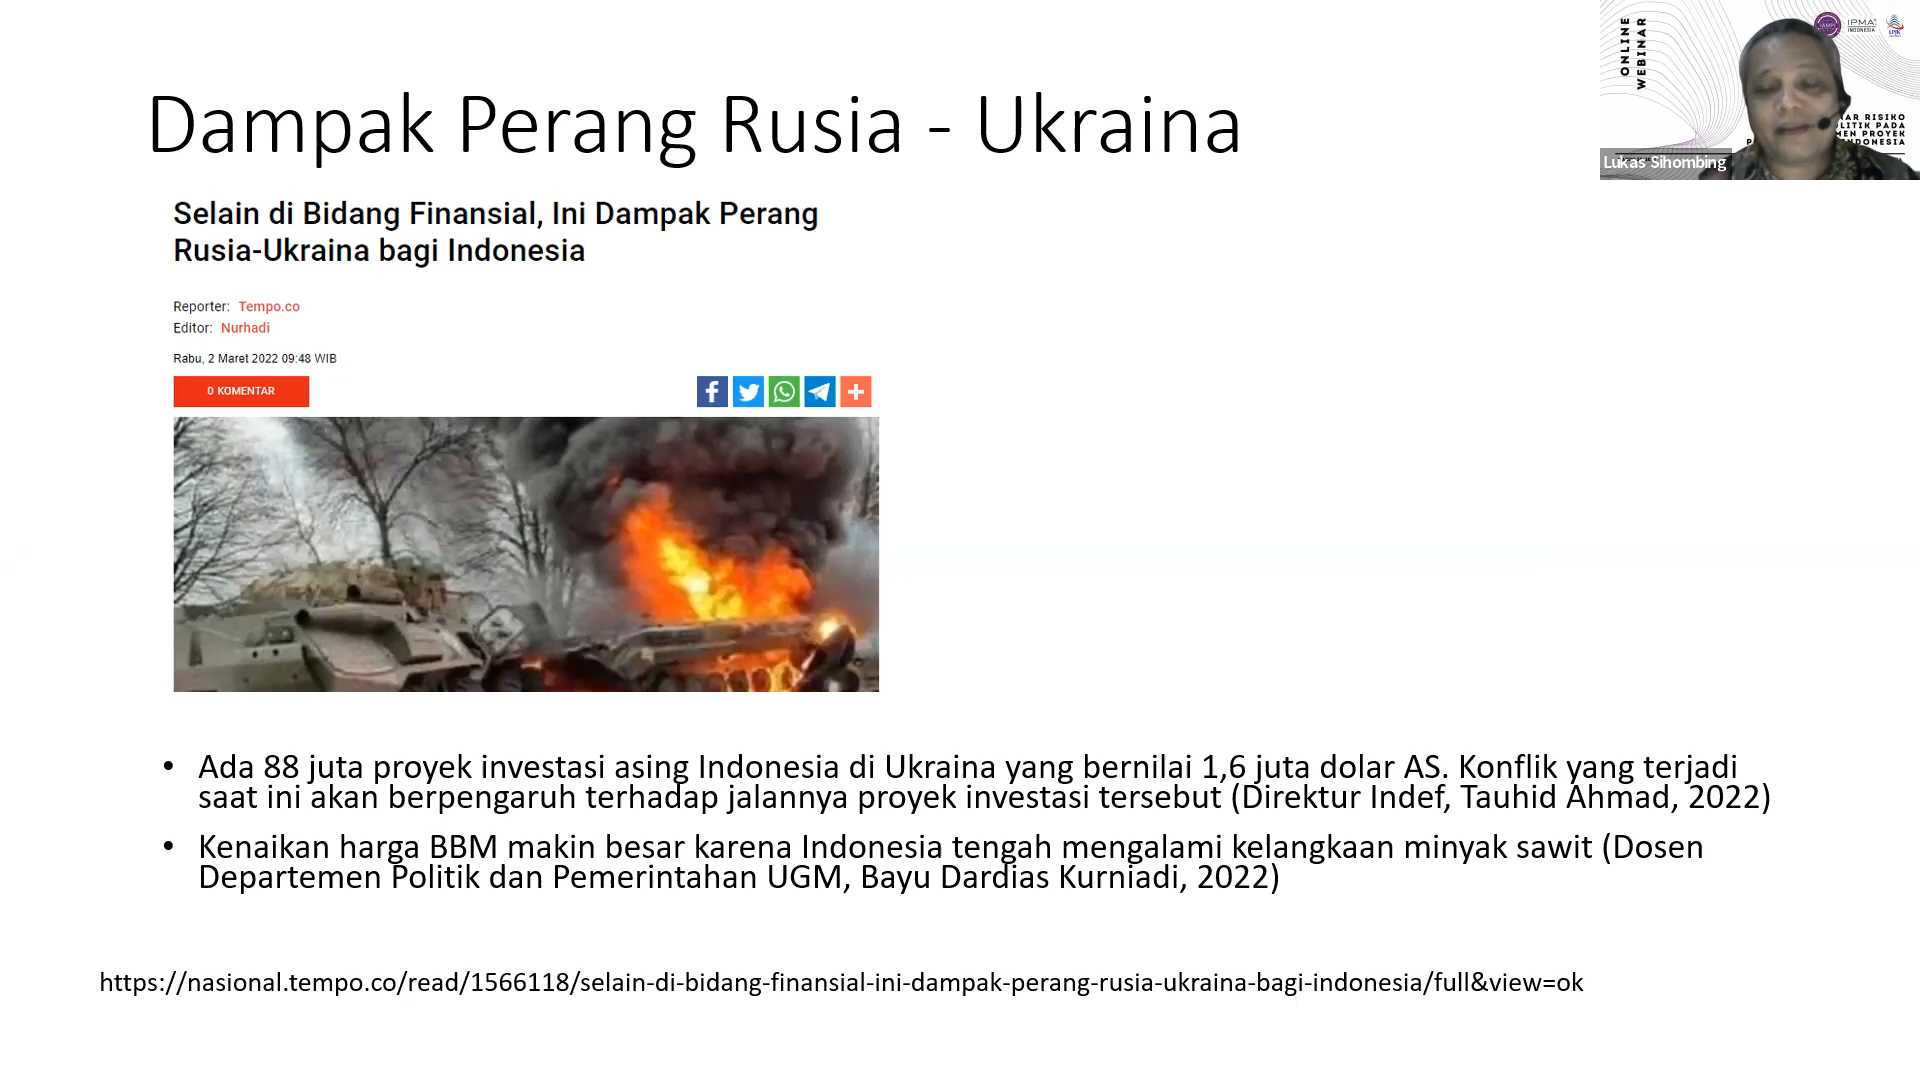 Dampak Perang Rusia - Ukraina
Selain di Bidang Finansial, Ini Dampak Perang
Rusia-Ukraina bagi Indonesia
Reporter: Tempo.co
Editor: Nurhadi
Rabu, 2 Maret 2022 09:48 WIB
0 KOMENTAR
• Ada 88 juta proyek investasi asing Indonesia di Ukraina yang bernilai 1,6 juta dolar AS. Konflik yang terjadi
saat ini akan berpengaruh terhadap jalannya proyek investasi tersebut (Direktur Indef, Tauhid Ahmad, 2022)
• Kenaikan harga BBM makin besar karena Indonesia tengah mengalami kelangkaan minyak sawit (Dosen
Departemen Politik dan Pemerintahan UGM, Bayu Dardias Kurniadi, 2022)
https://nasional.tempo.co/read/1566118/selain-di-bidang-finansial-ini-dampak-perang-rusia-ukraina-bagi-indonesia/full&view=ok
ONLINE
WEBINAR
IPMA
INDONESIA
RISIKO
PADA
PROYEK
Lukas Sihombing